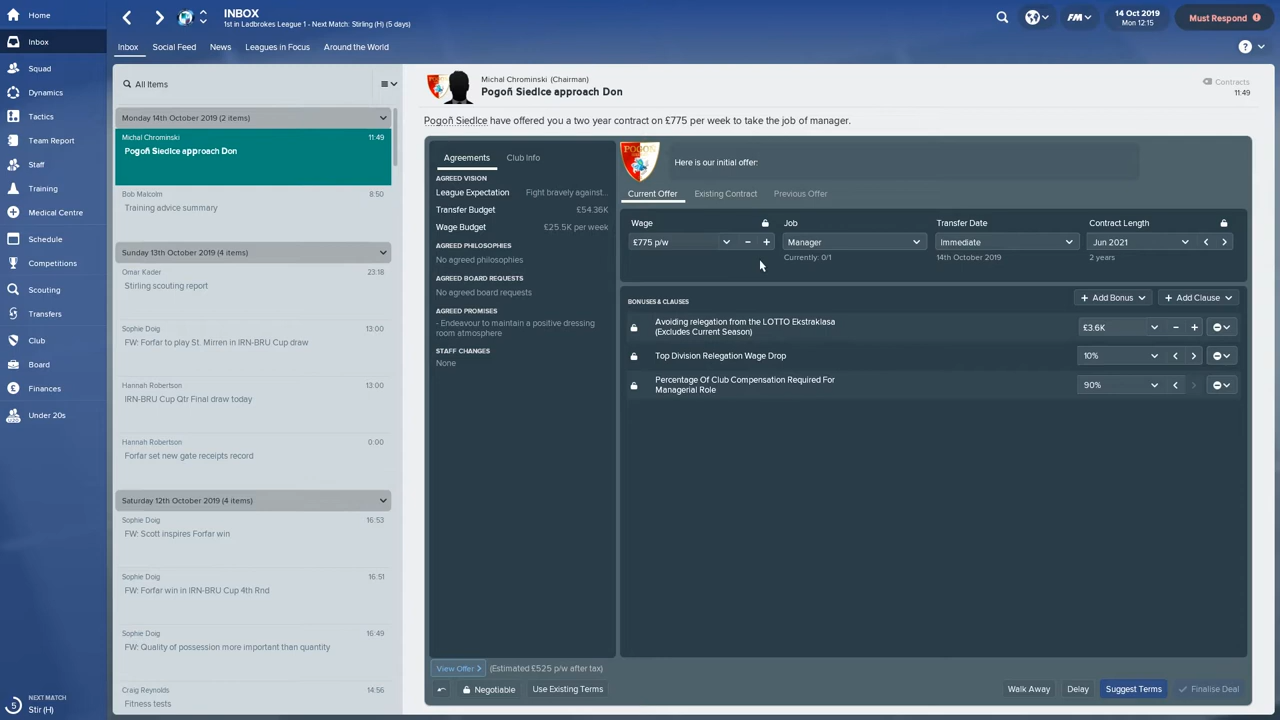 Home
Inbox
Squad
Dynamics
Tactics
Team Report
Staff
Training
Medical Centre
Schedule
Competitions
Scouting
Transfers
Club
Board
Finances
Under 20s
5
NEXT MATCH
Stir (H)
INBOX
1st in Ladbrokes League 1 - Next Match: Stirling (H) (5 days)
FM
14 Oct 2019
Mon 12:15
Must Respond
Inbox
Social Feed
News
Leagues in Focus
Around the World
?
All Items
Monday 14th October 2019 (2 items)
Michal Chrominski 11:49
Pogoñ Siedlce approach Don
Bob Malcolm 8:50
Training advice summary
Sunday 13th October 2019 (4 items)
Omar Kader 23:18
Stirling scouting report
Sophie Doig 13:00
FW: Forfar to play St. Mirren in IRN-BRU Cup draw
Hannah Robertson 13:00
IRN-BRU Cup Qtr Final draw today
Hannah Robertson 0:00
Forfar set new gate receipts record
Saturday 12th October 2019 (4 items)
Sophie Doig 16:53
FW: Scott inspires Forfar win
Sophie Doig 16:51
FW: Forfar win in IRN-BRU Cup 4th Rnd
Sophie Doig 16:49
FW: Quality of possession more important than quantity
Craig Reynolds 14:56
Fitness tests
Michal Chrominski (Chairman)
Pogoñ Siedlce approach Don
Contracts
11:49
Pogoñ Siedlce have offered you a two year contract on £775 per week to take the job of manager.
Agreements
Club Info
AGREED VISION
League Expectation Fight bravely against...
Transfer Budget £54.36K
Wage Budget £25.5K per week
AGREED PHILOSOPHIES
No agreed philosophies
AGREED BOARD REQUESTS
No agreed board requests
AGREED PROMISES
- Endeavour to maintain a positive dressing
room atmosphere
STAFF CHANGES
None
POGOŃ
Here is our initial offer:
Current Offer
Existing Contract
Previous Offer
Wage
£775 p/w
Job
Manager
Currently: 0/1
Transfer Date
Immediate
14th October 2019
Contract Length
Jun 2021
2 years
BONUSES & CLAUSES
Add Bonus
Add Clause
Avoiding relegation from the LOTTO Ekstraklasa
(Excludes Current Season)
£3.6K
Top Division Relegation Wage Drop
10%
Percentage Of Club Compensation Required For
Managerial Role
90%
View Offer
(Estimated £525 p/w after tax)
Negotiable
Use Existing Terms
Walk Away
Delay
Suggest Terms
Finalise Deal